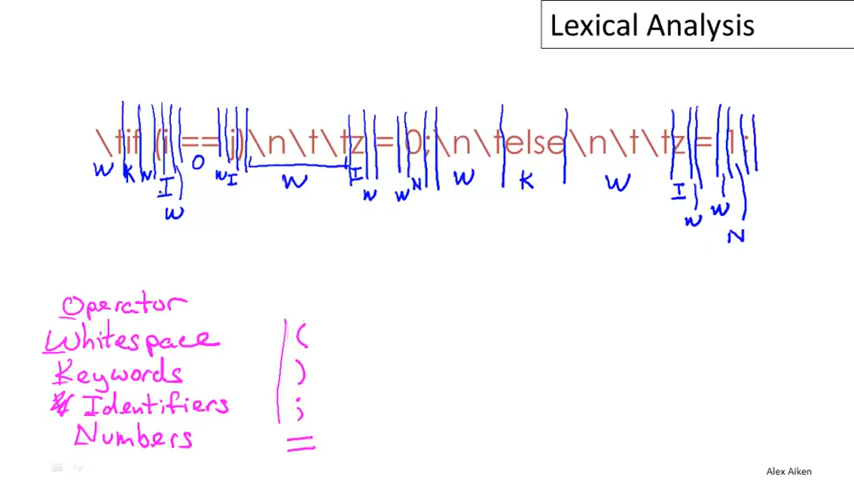 Lexical Analysis
\tif (i == j)\n\t\tz = 0;\n\telse\n\t\tz = 1;
W K W I W O W I W I W W N W K W I W W N
Operator
Whitespace (
Keywords )
Identifiers ;
Numbers =
Alex Aiken